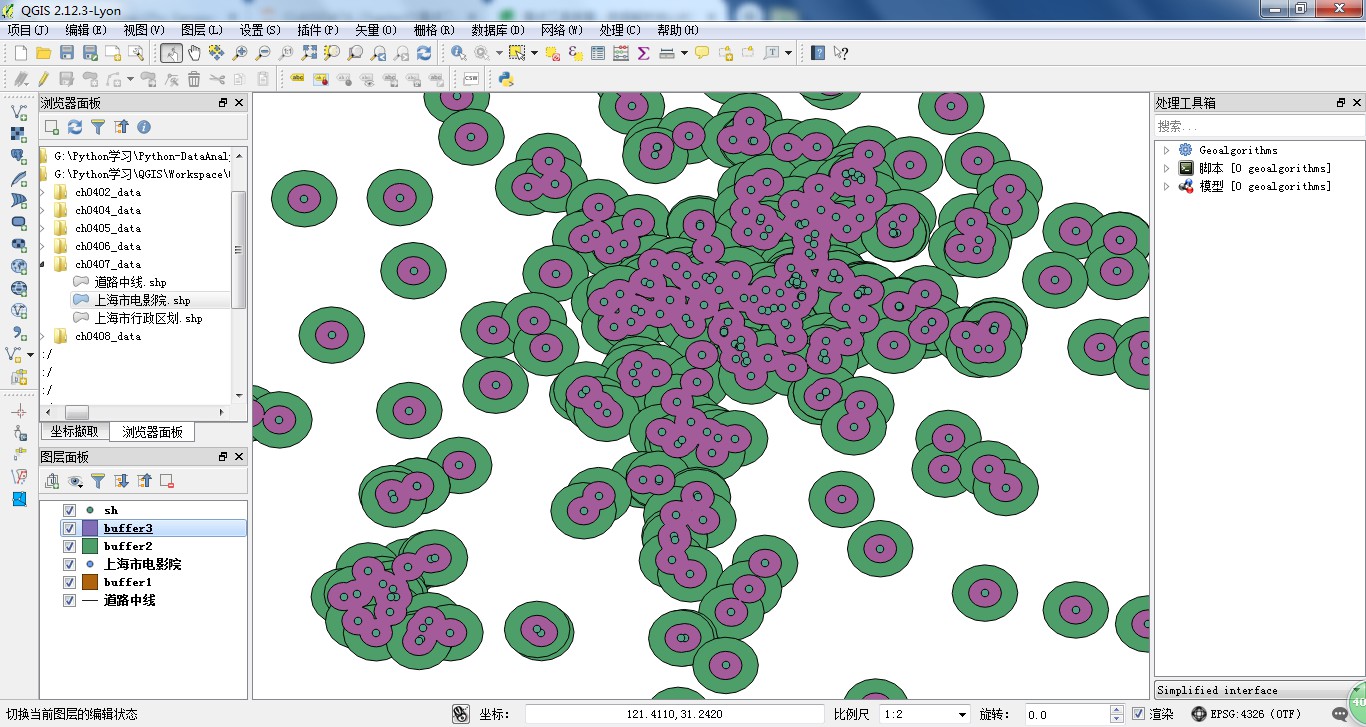 QGIS 2.12.3-Lyon
项目(J) 编辑(E) 视图(V) 图层(L) 设置(S) 插件(P) 矢量(O) 栅格(R) 数据库(D) 网络(W) 处理(C) 帮助(H)
浏览器面板
G:\Python学习\Python-DataAnal
G:\Python学习\QGIS\Workspace\
ch0402_data
ch0404_data
ch0405_data
ch0406_data
ch0407_data
道路中线.shp
上海市电影院.shp
上海市行政区划.shp
ch0408_data
:/
:/
:/
坐标撷取 浏览器面板
图层面板
sh
buffer3
buffer2
上海市电影院
buffer1
道路中线
处理工具箱
搜索...
Geoalgorithms
脚本 [0 geoalgorithms]
模型 [0 geoalgorithms]
Simplified interface
切换当前图层的编辑状态 坐标: 121.4110,31.2420 比例尺 1:2 旋转: 0.0 渲染 EPSG:4326 (OTF)